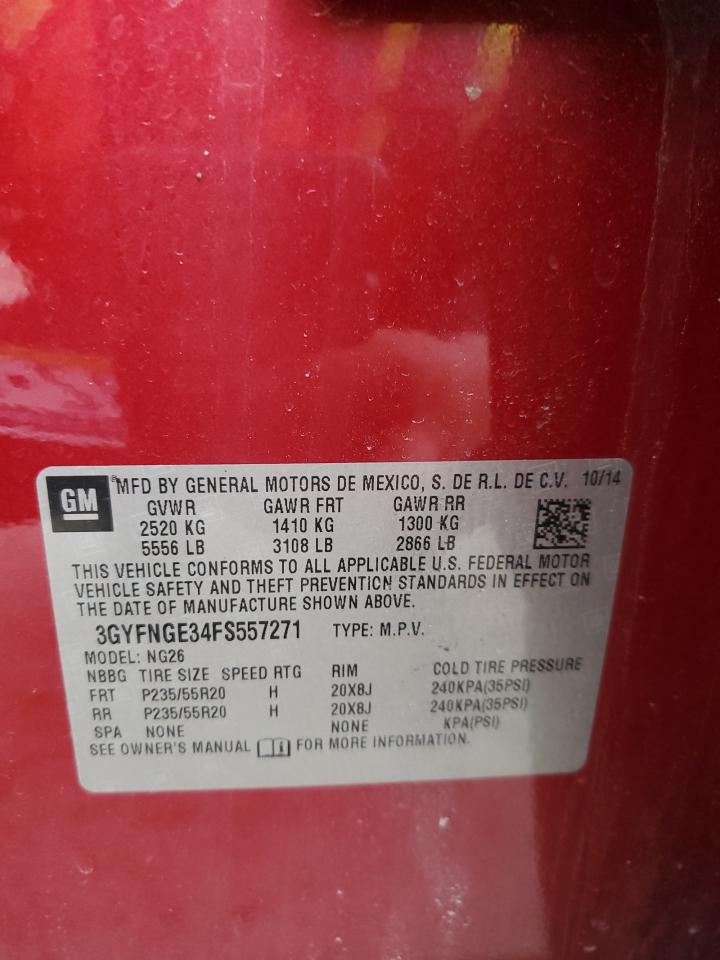 GM
® MFD BY GENERAL MOTORS DE MEXICO, S. DE R.L. DE C.V. 10/14
GVWR GAWR FRT GAWR RR
2520 KG 1410 KG 1300 KG
5556 LB 3108 LB 2866 LB
THIS VEHICLE CONFORMS TO ALL APPLICABLE U.S. FEDERAL MOTOR
VEHICLE SAFETY AND THEFT PREVENTION STANDARDS IN EFFECT ON
THE DATE OF MANUFACTURE SHOWN ABOVE.
3GYFNGE34FS557271 TYPE: M.P.V.
MODEL: NG26
NBBG TIRE SIZE SPEED RTG RIM COLD TIRE PRESSURE
FRT P235/55R20 H 20X8J 240KPA(35PSI)
RR P235/55R20 H 20X8J 240KPA(35PSI)
SPA NONE NONE KPA(PSI)
SEE OWNER'S MANUAL FOR MORE INFORMATION.